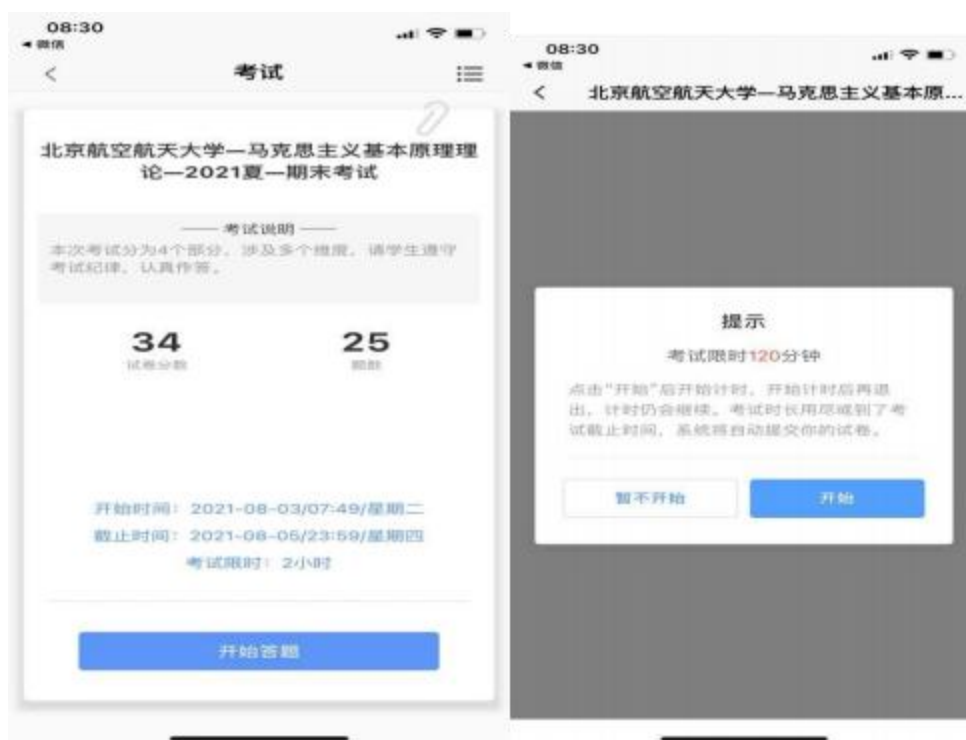 08:30
微信
考试
北京航空航天大学—马克思主义基本原理理
论—2021夏—期末考试
考试说明
本次考试分为4个部分，涉及多个维度，请学生遵守
考试纪律，认真作答。
34
25
试卷分数
题数
开始时间：2021-08-03/07:49/星期二
截止时间：2021-08-05/23:59/星期四
考试限时：2小时
开始答题
08:30
微信
北京航空航天大学—马克思主义基本原...
提示
考试限时120分钟
点击“开始”后开始计时，开始计时后再退
出，计时仍会继续。考试时长用尽或到了考
试截止时间，系统将自动提交你的试卷。
暂不开始
开始